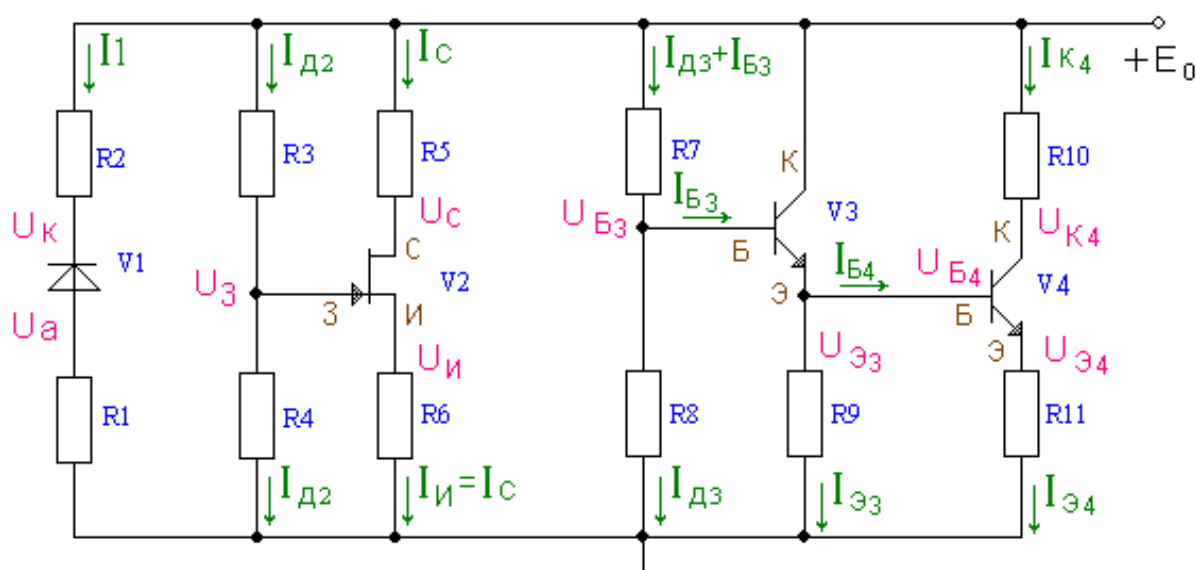 I1 IД2 IС IД3+IБ3 IК4 +E0
R2 R3 R5 R7 К R10
UК UС UБ3 IБ3 V3 К UК4
V1 С Б IБ4 UБ4 V4
Uа UЗ З V2 И Э Б Э
UИ UЭ3 UЭ4
R1 R4 R6 R8 R9 R11
IД2 IИ=IС IД3 IЭ3 IЭ4